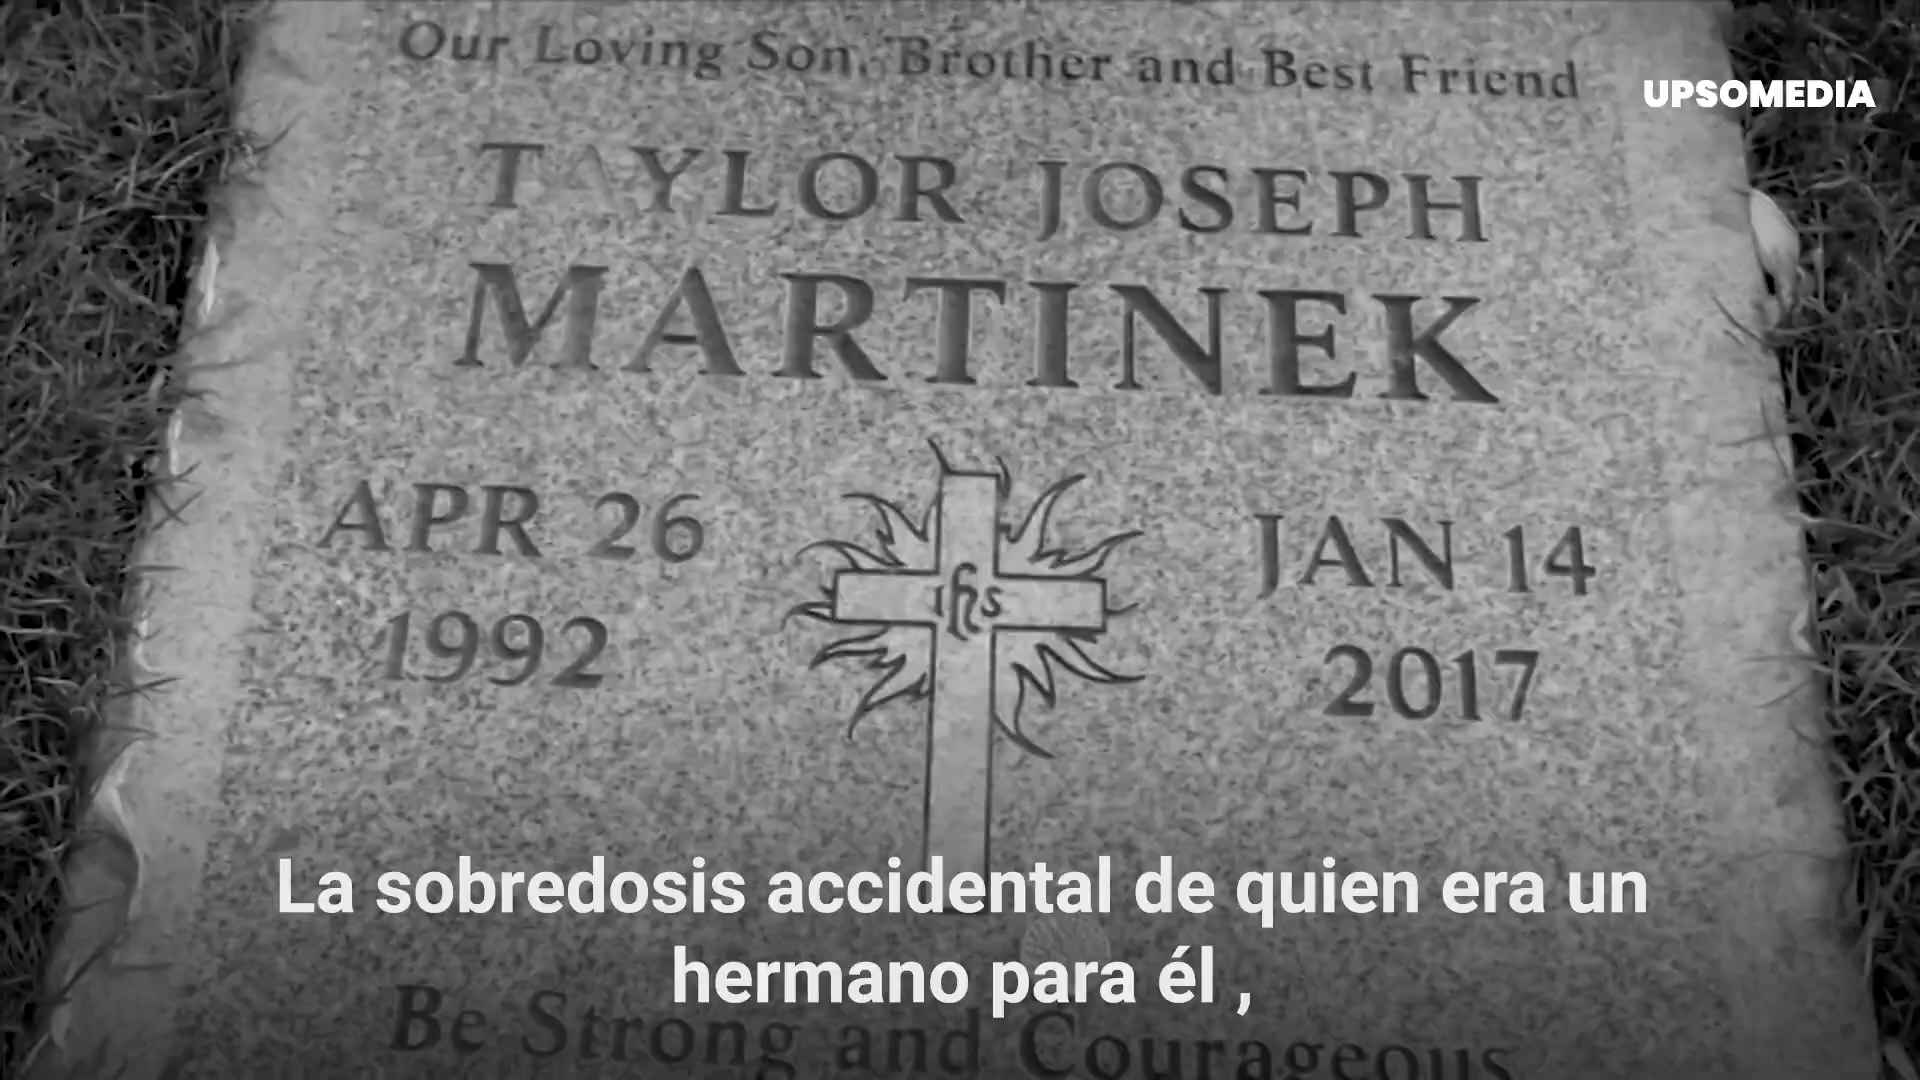 Our Loving Son, Brother and Best Friend
UPSOMEDIA
TAYLOR JOSEPH
MARTINEK
APR 26
1992
ihs
JAN 14
2017
La sobredosis accidental de quien era un
hermano para él ,
Be Strong and Courageous